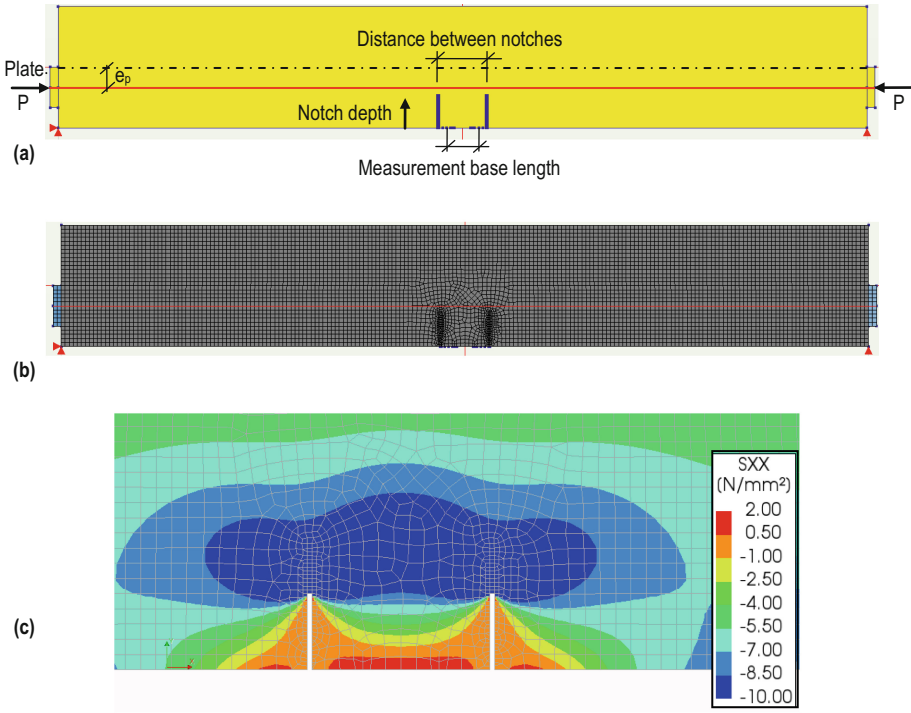 Distance between notches
Plate
eₚ
P
P
Notch depth
(a)
Measurement base length
(b)
SXX
(N/mm²)
2.00
0.50
-1.00
-2.50
-4.00
-5.50
-7.00
-8.50
-10.00
(c)